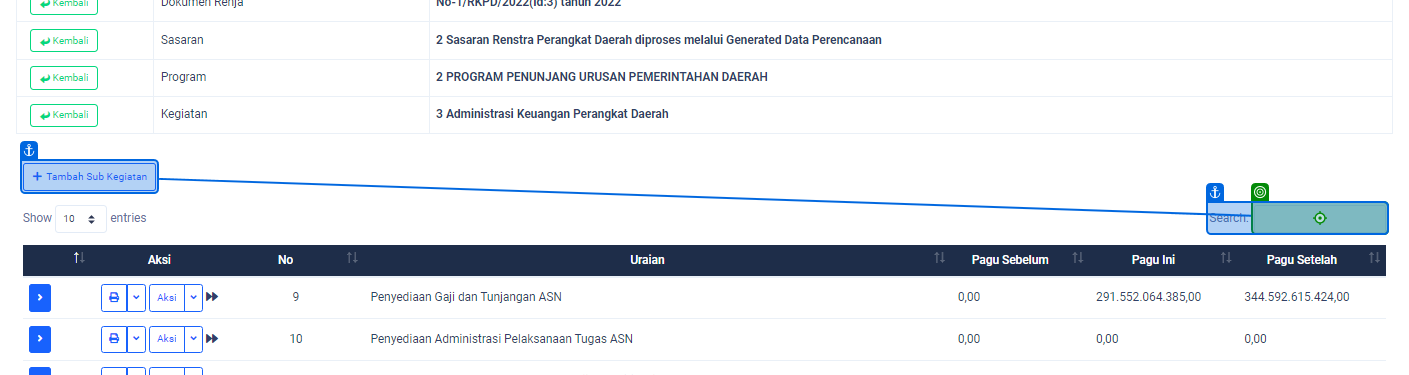 Kembali Dokumen Renja No-1/RKPD/2022(Id:3) tahun 2022
Kembali Sasaran 2 Sasaran Renstra Perangkat Daerah diproses melalui Generated Data Perencanaan
Kembali Program 2 PROGRAM PENUNJANG URUSAN PEMERINTAHAN DAERAH
Kembali Kegiatan 3 Administrasi Keuangan Perangkat Daerah
+ Tambah Sub Kegiatan
Show 10 entries Search:
Aksi No Uraian Pagu Sebelum Pagu Ini Pagu Setelah
Aksi 9 Penyediaan Gaji dan Tunjangan ASN 0,00 291.552.064.385,00 344.592.615.424,00
Aksi 10 Penyediaan Administrasi Pelaksanaan Tugas ASN 0,00 0,00 0,00